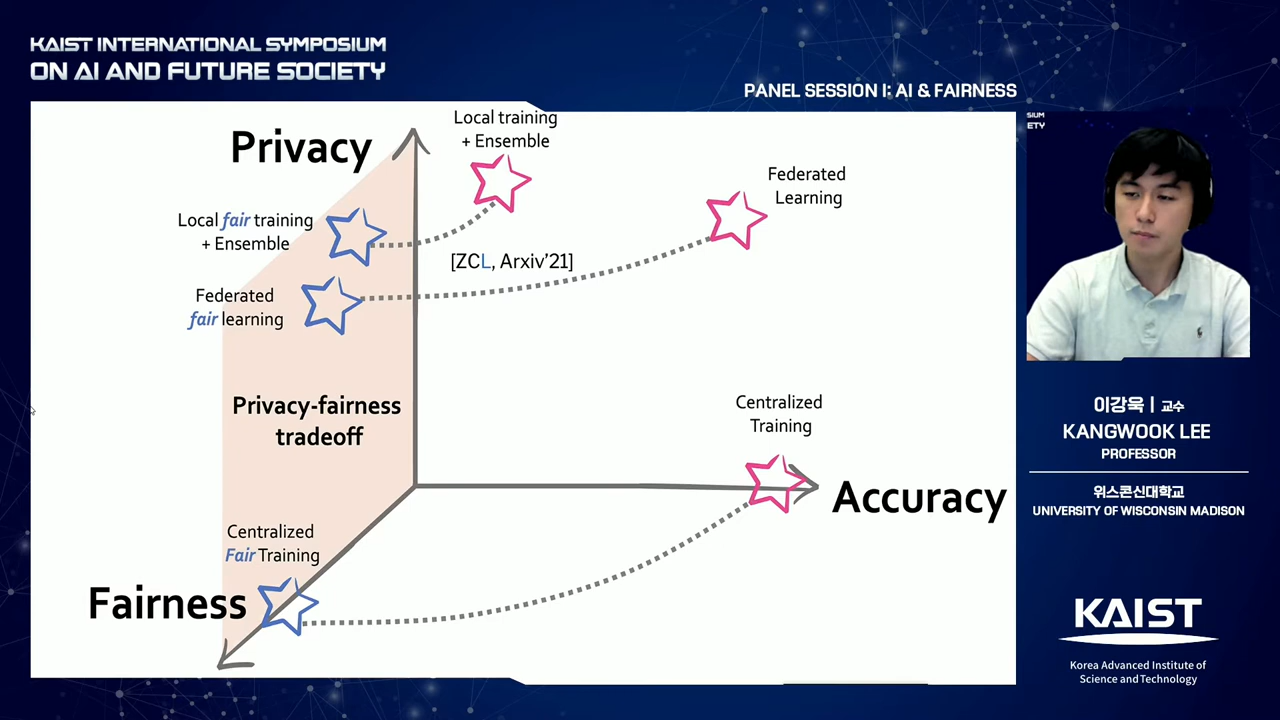 KAIST INTERNATIONAL SYMPOSIUM
ON AI AND FUTURE SOCIETY
PANEL SESSION I: AI & FAIRNESS
Privacy
Local training
+ Ensemble
Federated
Learning
Local fair training
+ Ensemble
[ZCL, Arxiv'21]
Federated
fair learning
Privacy-fairness
tradeoff
Centralized
Training
Accuracy
Centralized
Fair Training
Fairness
SIUM
ETY
이강욱 | 교수
KANGWOOK LEE
PROFESSOR
위스콘신대학교
UNIVERSITY OF WISCONSIN MADISON
KAIST
Korea Advanced Institute of
Science and Technology